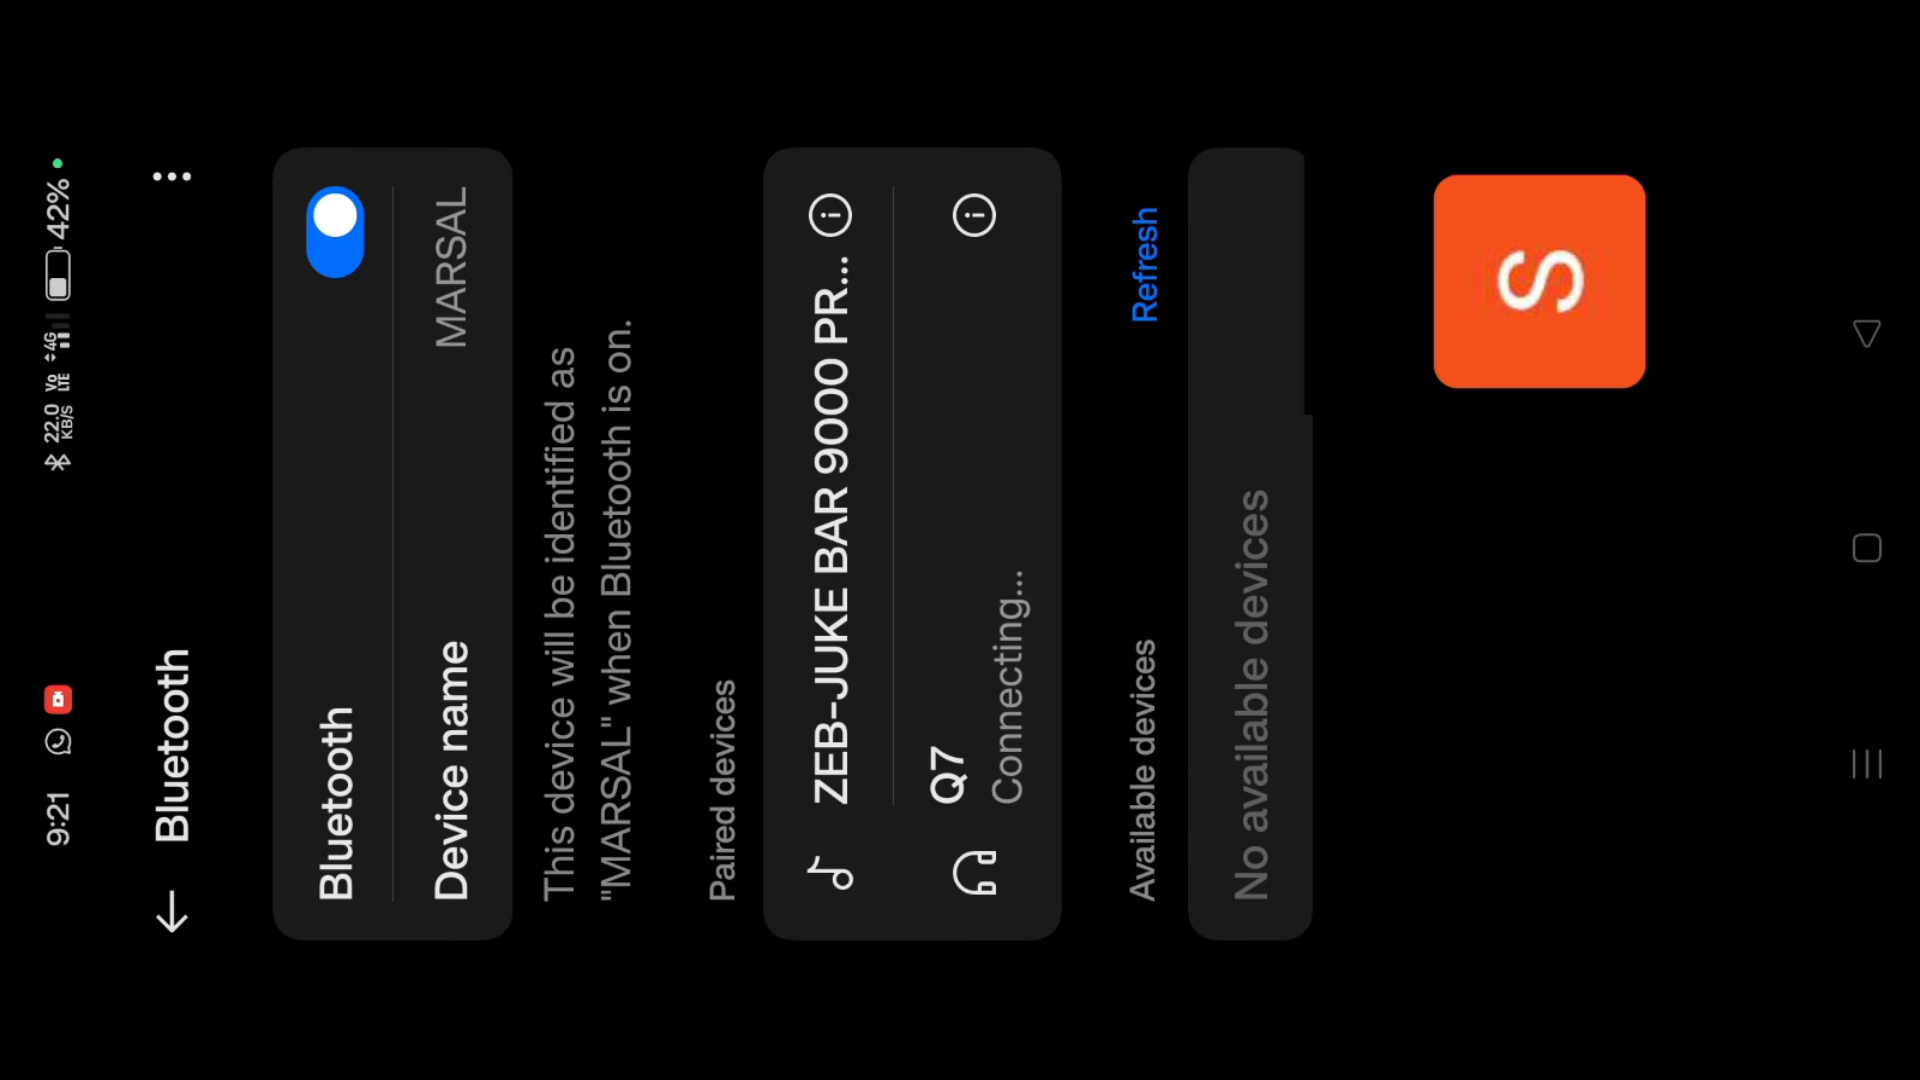 9:21
22.0 KB/S Vo LTE 4G 42%
Bluetooth
Bluetooth
Device name MARSAL
This device will be identified as
"MARSAL" when Bluetooth is on.
Paired devices
ZEB-JUKE BAR 9000 PR...
Q7
Connecting...
Available devices Refresh
No available devices
S